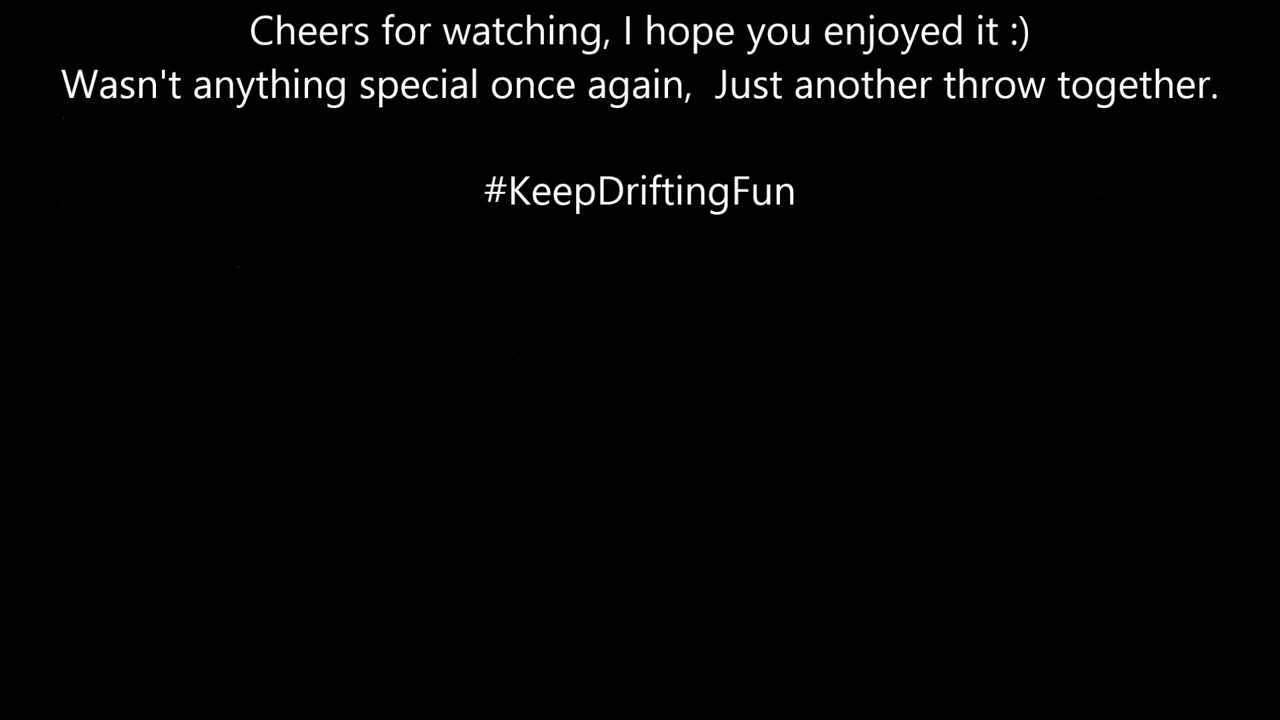 Cheers for watching, I hope you enjoyed it :)
Wasn't anything special once again,  Just another throw together.
#KeepDriftingFun